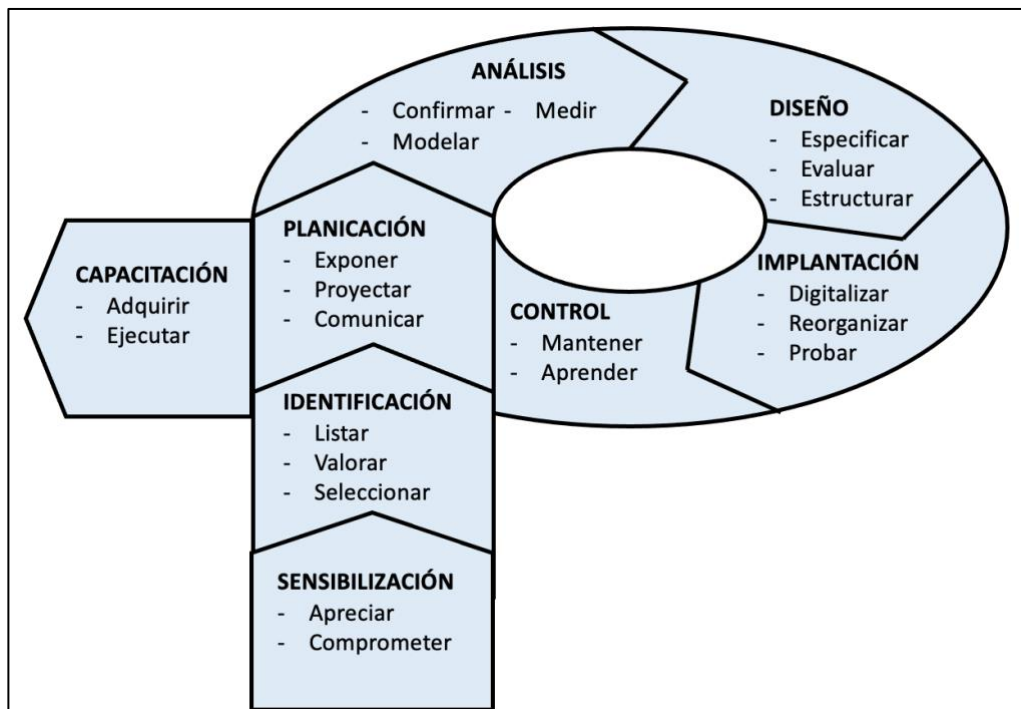 ANÁLISIS
- Confirmar - Medir
- Modelar
DISEÑO
- Especificar
- Evaluar
- Estructurar
CAPACITACIÓN
- Adquirir
- Ejecutar
PLANICACIÓN
- Exponer
- Proyectar
- Comunicar
CONTROL
- Mantener
- Aprender
IMPLANTACIÓN
- Digitalizar
- Reorganizar
- Probar
IDENTIFICACIÓN
- Listar
- Valorar
- Seleccionar
SENSIBILIZACIÓN
- Apreciar
- Comprometer